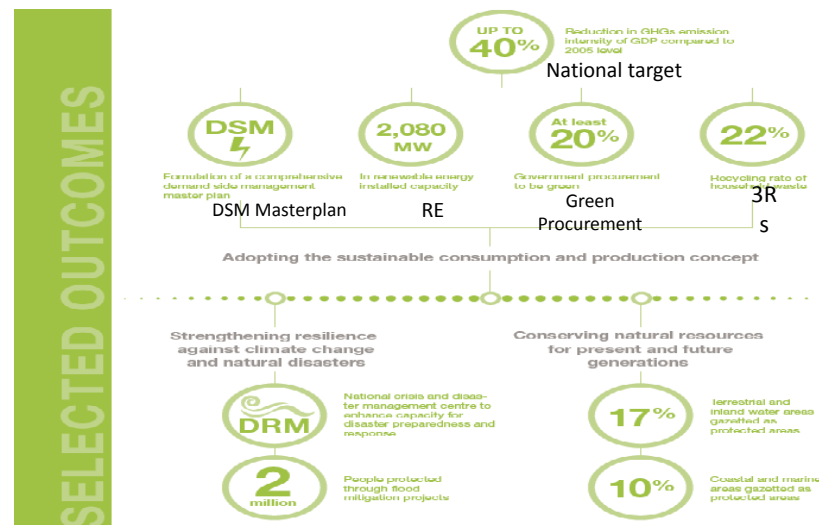 SELECTED OUTCOMES
UP TO
40%
Reduction in GHGs emission
intensity of GDP compared to
2005 level
National target
DSM
Formulation of a comprehensive
demand side management
master plan
DSM Masterplan
2,080
MW
In renewable energy
installed capacity
RE
At least
20%
Government procurement
to be green
Green
Procurement
22%
Recycling rate of
household waste
3R
s
Adopting the sustainable consumption and production concept
Strengthening resilience
against climate change
and natural disasters
DRM
National crisis and disas-
ter management centre to
enhance capacity for
disaster preparedness and
response
2
million
People protected
through flood
mitigation projects
Conserving natural resources
for present and future
generations
17%
Terrestrial and
inland water areas
gazetted as
protected areas
10%
Coastal and marine
areas gazetted as
protected areas